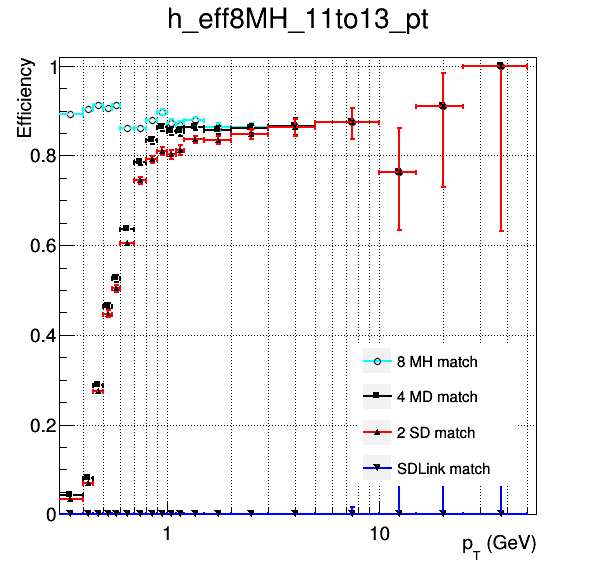 h_eff8MH_11to13_pt
Efficiency
1
0.8
0.6
0.4
0.2
0
8 MH match
4 MD match
2 SD match
SDLink match
1
10
p_T (GeV)